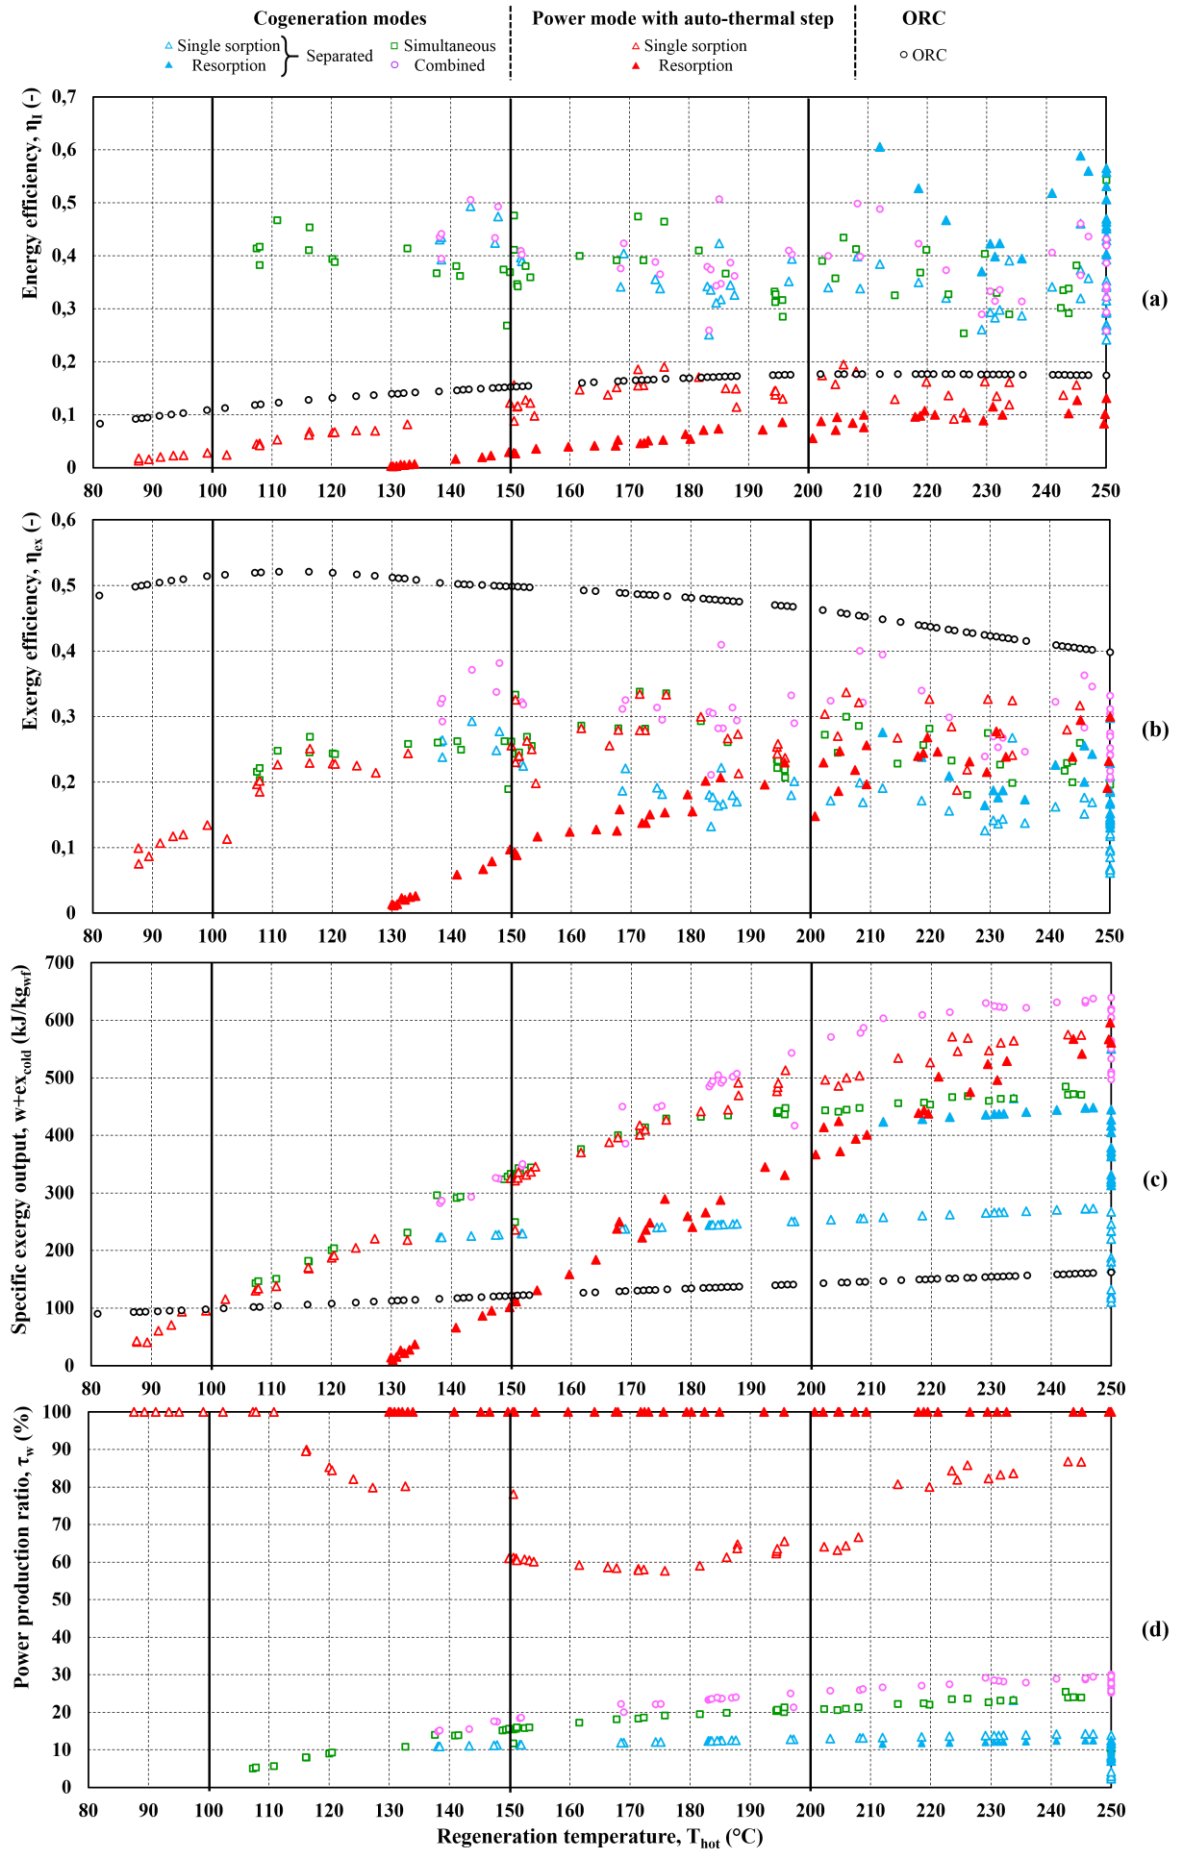 Cogeneration modes Power mode with auto-thermal step ORC
Single sorption Simultaneous Single sorption
Separated ORC
Resorption Combined Resorption
Energy efficiency, ηI (-)
0,7
0,6
0,5
0,4
0,3
0,2
0,1
0
81 90 100 110 120 130 140 150 160 170 180 190 200 210 220 230 240 250
(a)
Exergy efficiency, ηex (-)
0,6
0,5
0,4
0,3
0,2
0,1
0
81 90 100 110 120 130 140 150 160 170 180 190 200 210 220 230 240 250
(b)
Specific exergy output, w+excold (kJ/kgwf)
700
600
500
400
300
200
100
0
80 90 100 110 120 130 140 150 160 170 180 190 200 210 220 230 240 250
(c)
Power production ratio, τw (%)
100
90
80
70
60
50
40
30
20
10
0
80 90 100 110 120 130 140 150 160 170 180 190 200 210 220 230 240 250
(d)
Regeneration temperature, Thot (°C)